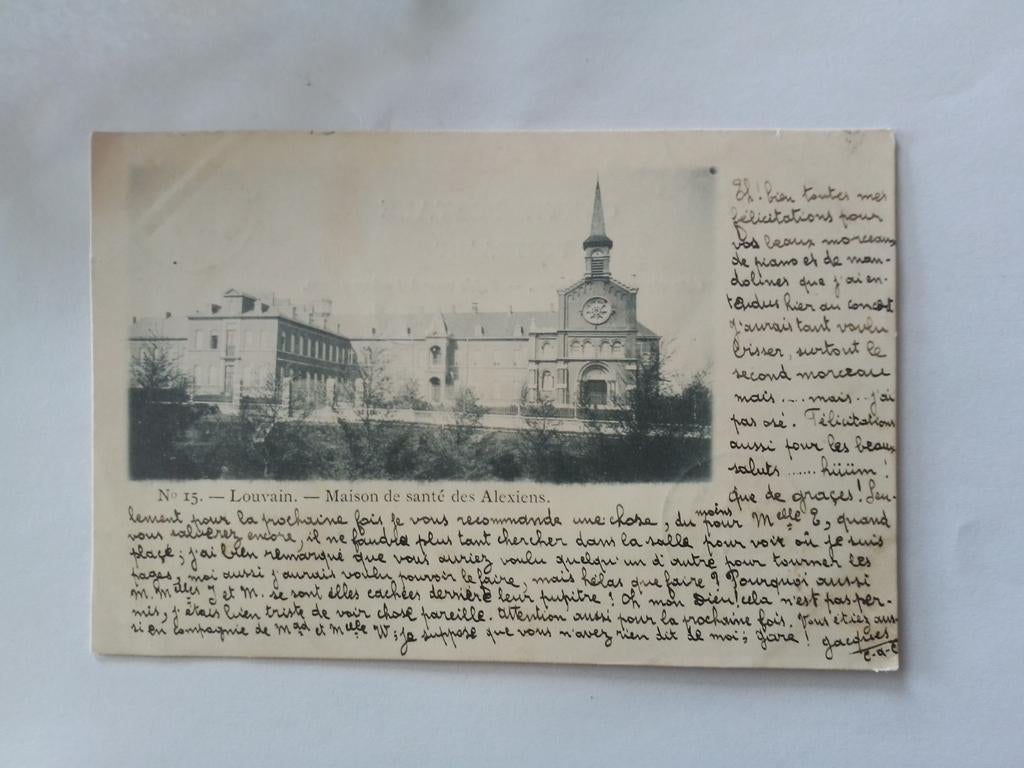 Eh! bien toutes mes
félicitations pour
vos beaux morceaux
de piano et de man-
dolines que j'ai en-
tendus hier au concert
j'aurais tant voulu
bisser, surtout le
second morceau
mais.... mais... j'ai
pas osé. Félicitations
aussi pour les beaux
saluts ...... hüüm!
que de grâces! Seu-
No 15. — Louvain. — Maison de santé des Alexiens.
lement pour la prochaine fois je vous recommande une chose, du moins pour Melle E, quand
vous saluerez encore, il ne faudra plus tant chercher dans la salle pour voir où je suis
placé; j'ai bien remarqué que vous auriez voulu quelqu'un d'autre pour tourner les
pages, moi aussi j'aurais voulu pouvoir le faire, mais hélas que faire? Pourquoi aussi
M. Melles y et M. se sont elles cachées derrière leur pupitre! Oh mon Dieu! cela n'est pas per-
mis, j'étais bien triste de voir chose pareille. Attention aussi pour la prochaine fois. Vous étiez aus-
si en compagnie de Mad et Melle W; je suppose que vous n'avez rien dit de moi; gare! Jacques